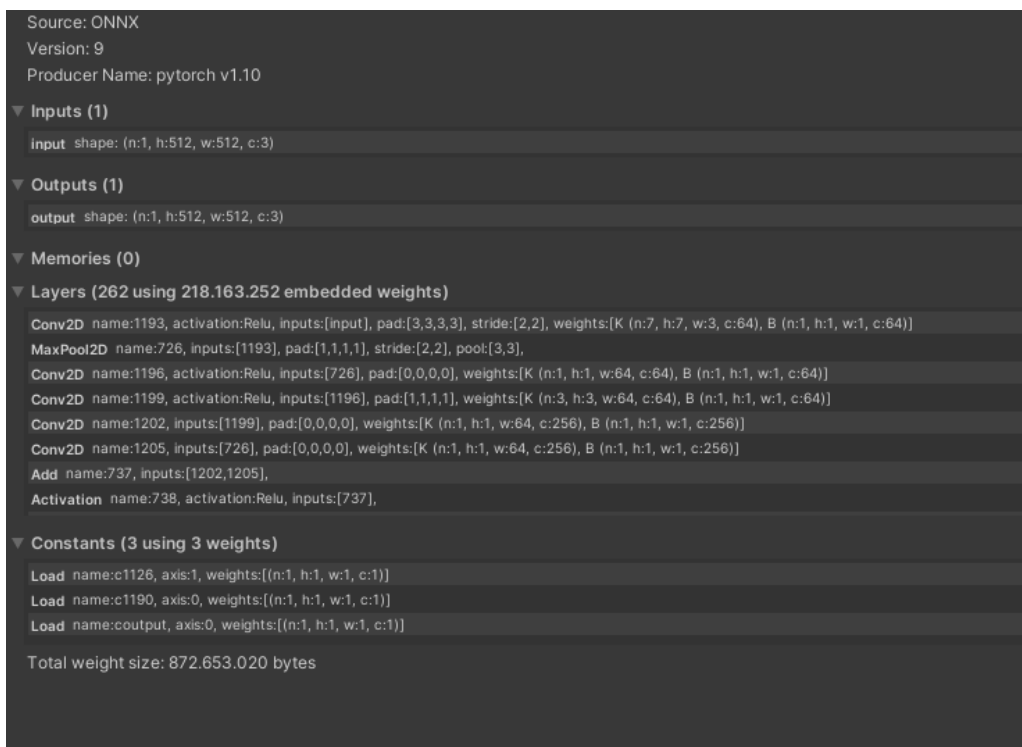 Source: ONNX
Version: 9
Producer Name: pytorch v1.10
Inputs (1)
input shape: (n:1, h:512, w:512, c:3)
Outputs (1)
output shape: (n:1, h:512, w:512, c:3)
Memories (0)
Layers (262 using 218.163.252 embedded weights)
Conv2D name:1193, activation:Relu, inputs:[input], pad:[3,3,3,3], stride:[2,2], weights:[K (n:7, h:7, w:3, c:64), B (n:1, h:1, w:1, c:64)]
MaxPool2D name:726, inputs:[1193], pad:[1,1,1,1], stride:[2,2], pool:[3,3],
Conv2D name:1196, activation:Relu, inputs:[726], pad:[0,0,0,0], weights:[K (n:1, h:1, w:64, c:64), B (n:1, h:1, w:1, c:64)]
Conv2D name:1199, activation:Relu, inputs:[1196], pad:[1,1,1,1], weights:[K (n:3, h:3, w:64, c:64), B (n:1, h:1, w:1, c:64)]
Conv2D name:1202, inputs:[1199], pad:[0,0,0,0], weights:[K (n:1, h:1, w:64, c:256), B (n:1, h:1, w:1, c:256)]
Conv2D name:1205, inputs:[726], pad:[0,0,0,0], weights:[K (n:1, h:1, w:64, c:256), B (n:1, h:1, w:1, c:256)]
Add name:737, inputs:[1202,1205],
Activation name:738, activation:Relu, inputs:[737],
Constants (3 using 3 weights)
Load name:c1126, axis:1, weights:[(n:1, h:1, w:1, c:1)]
Load name:c1190, axis:0, weights:[(n:1, h:1, w:1, c:1)]
Load name:coutput, axis:0, weights:[(n:1, h:1, w:1, c:1)]
Total weight size: 872.653.020 bytes